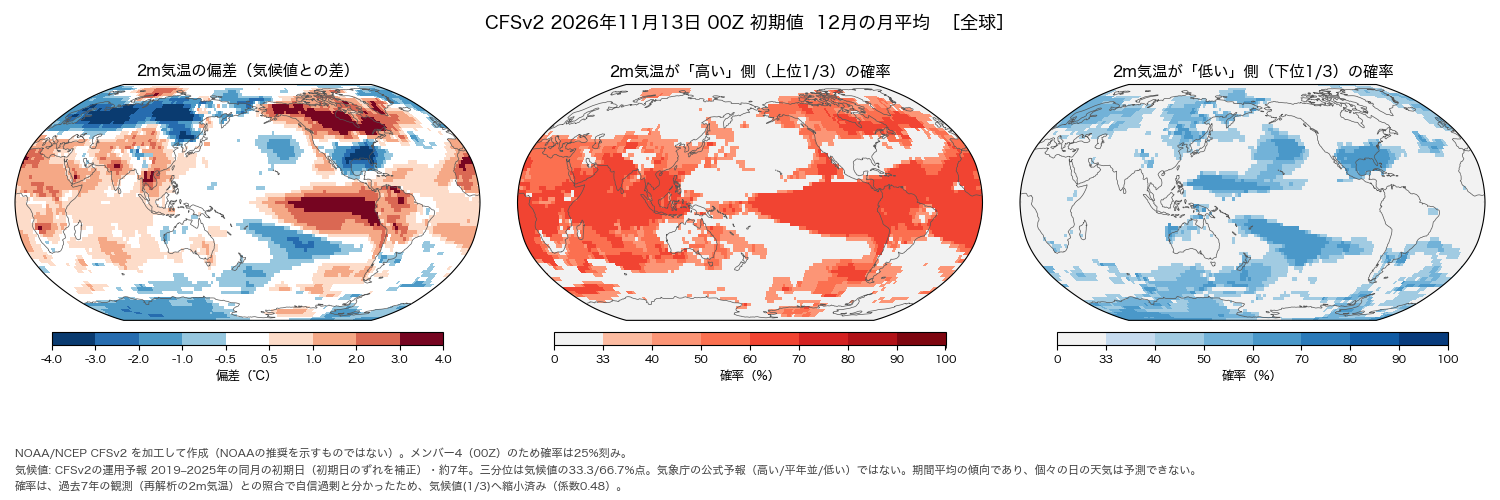 CFSv2 2026年11月13日 00Z 初期値 12月の月平均 [全球]
2m気温の偏差（気候値との差）
2m気温が「高い」側（上位1/3）の確率
2m気温が「低い」側（下位1/3）の確率
-4.0 -3.0 -2.0 -1.0 -0.5 0.5 1.0 2.0 3.0 4.0
偏差（℃）
0 33 40 50 60 70 80 90 100
確率（%）
0 33 40 50 60 70 80 90 100
確率（%）
NOAA/NCEP CFSv2 を加工して作成（NOAAの推奨を示すものではない）。メンバー4（00Z）のため確率は25%刻み。
気候値: CFSv2の運用予報 2019–2025年の同月の初期日（初期日のずれを補正）・約7年。三分位は気候値の33.3/66.7%点。気象庁の公式予報（高い/平年並/低い）ではない。期間平均の傾向であり、個々の日の天気は予測できない。
確率は、過去7年の観測（再解析の2m気温）との照合で自信過剰と分かったため、気候値(1/3)へ縮小済み（係数0.48）。